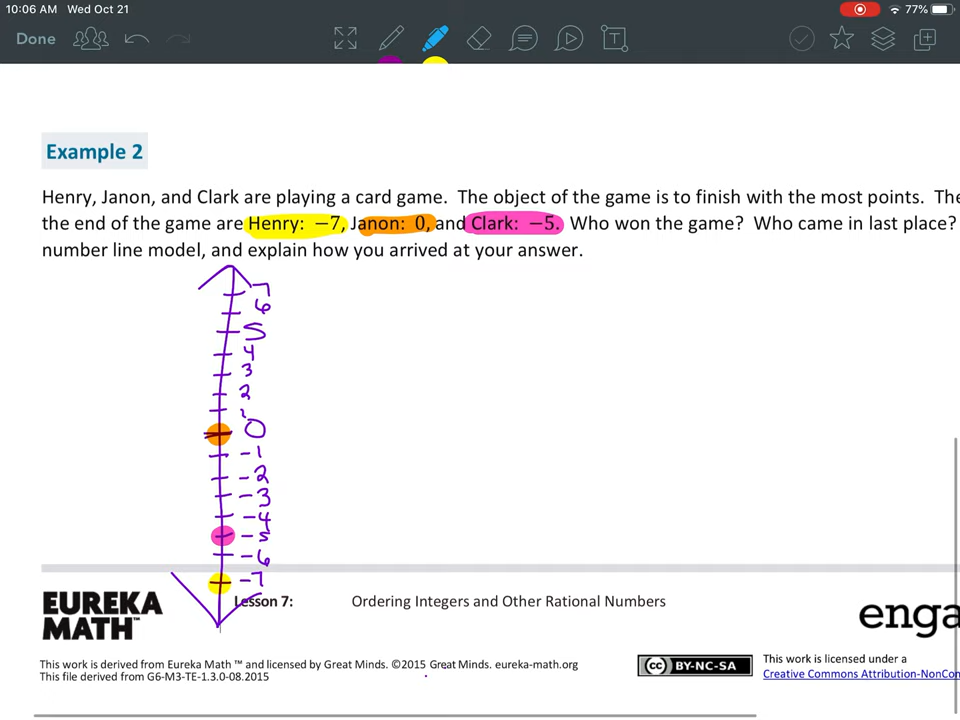 10:06 AM Wed Oct 21
77%
Done
T
Example 2
Henry, Janon, and Clark are playing a card game. The object of the game is to finish with the most points. The
the end of the game are Henry: −7, Janon: 0, and Clark: −5. Who won the game? Who came in last place?
number line model, and explain how you arrived at your answer.
7
6
5
4
3
2
1
0
-1
-2
-3
-4
-5
-6
-7
EUREKA MATH™
Lesson 7: Ordering Integers and Other Rational Numbers
enga
This work is derived from Eureka Math ™ and licensed by Great Minds. ©2015 Great Minds. eureka-math.org
This file derived from G6-M3-TE-1.3.0-08.2015
cc BY-NC-SA
This work is licensed under a
Creative Commons Attribution-NonCon